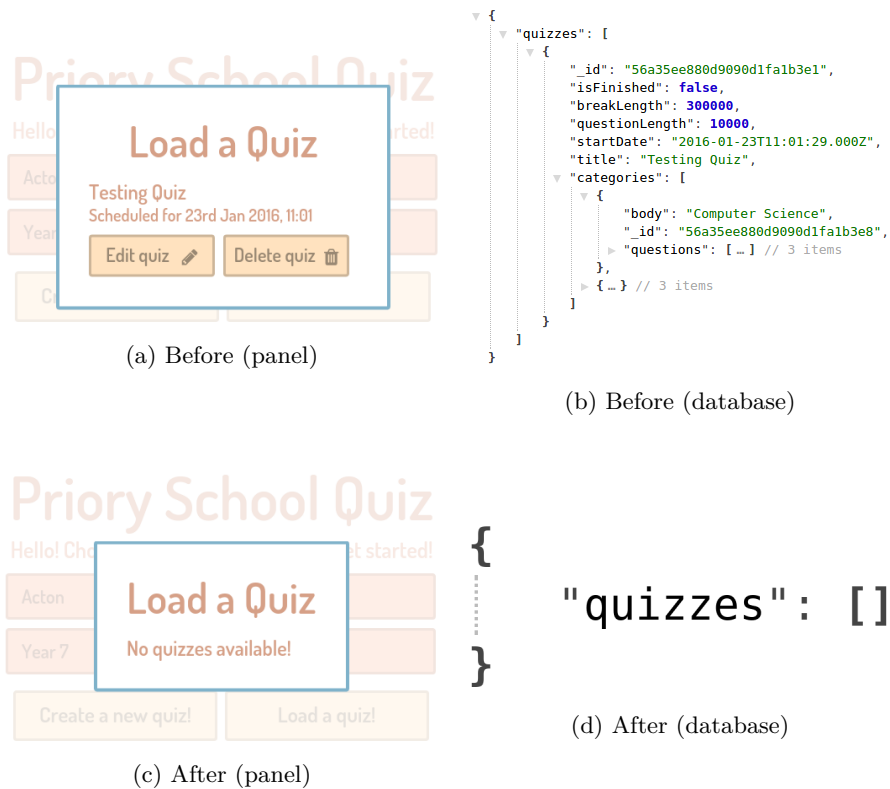 Priory School Quiz
Hello
arted!
Load a Quiz
Acto
Testing Quiz
Scheduled for 23rd Jan 2016, 11:01
Year
Edit quiz
Delete quiz
Cr
(a) Before (panel)
{
"quizzes": [
{
"_id": "56a35ee880d9090d1fa1b3e1",
"isFinished": false,
"breakLength": 300000,
"questionLength": 10000,
"startDate": "2016-01-23T11:01:29.000Z",
"title": "Testing Quiz",
"categories": [
{
"body": "Computer Science",
"_id": "56a35ee880d9090d1fa1b3e8",
"questions": [ … ] // 3 items
},
{ … } // 3 items
]
}
]
}
(b) Before (database)
Priory School Quiz
Hello! Cho
et started!
Load a Quiz
Acton
No quizzes available!
Year 7
Create a new quiz!
Load a quiz!
(c) After (panel)
{
"quizzes": []
}
(d) After (database)